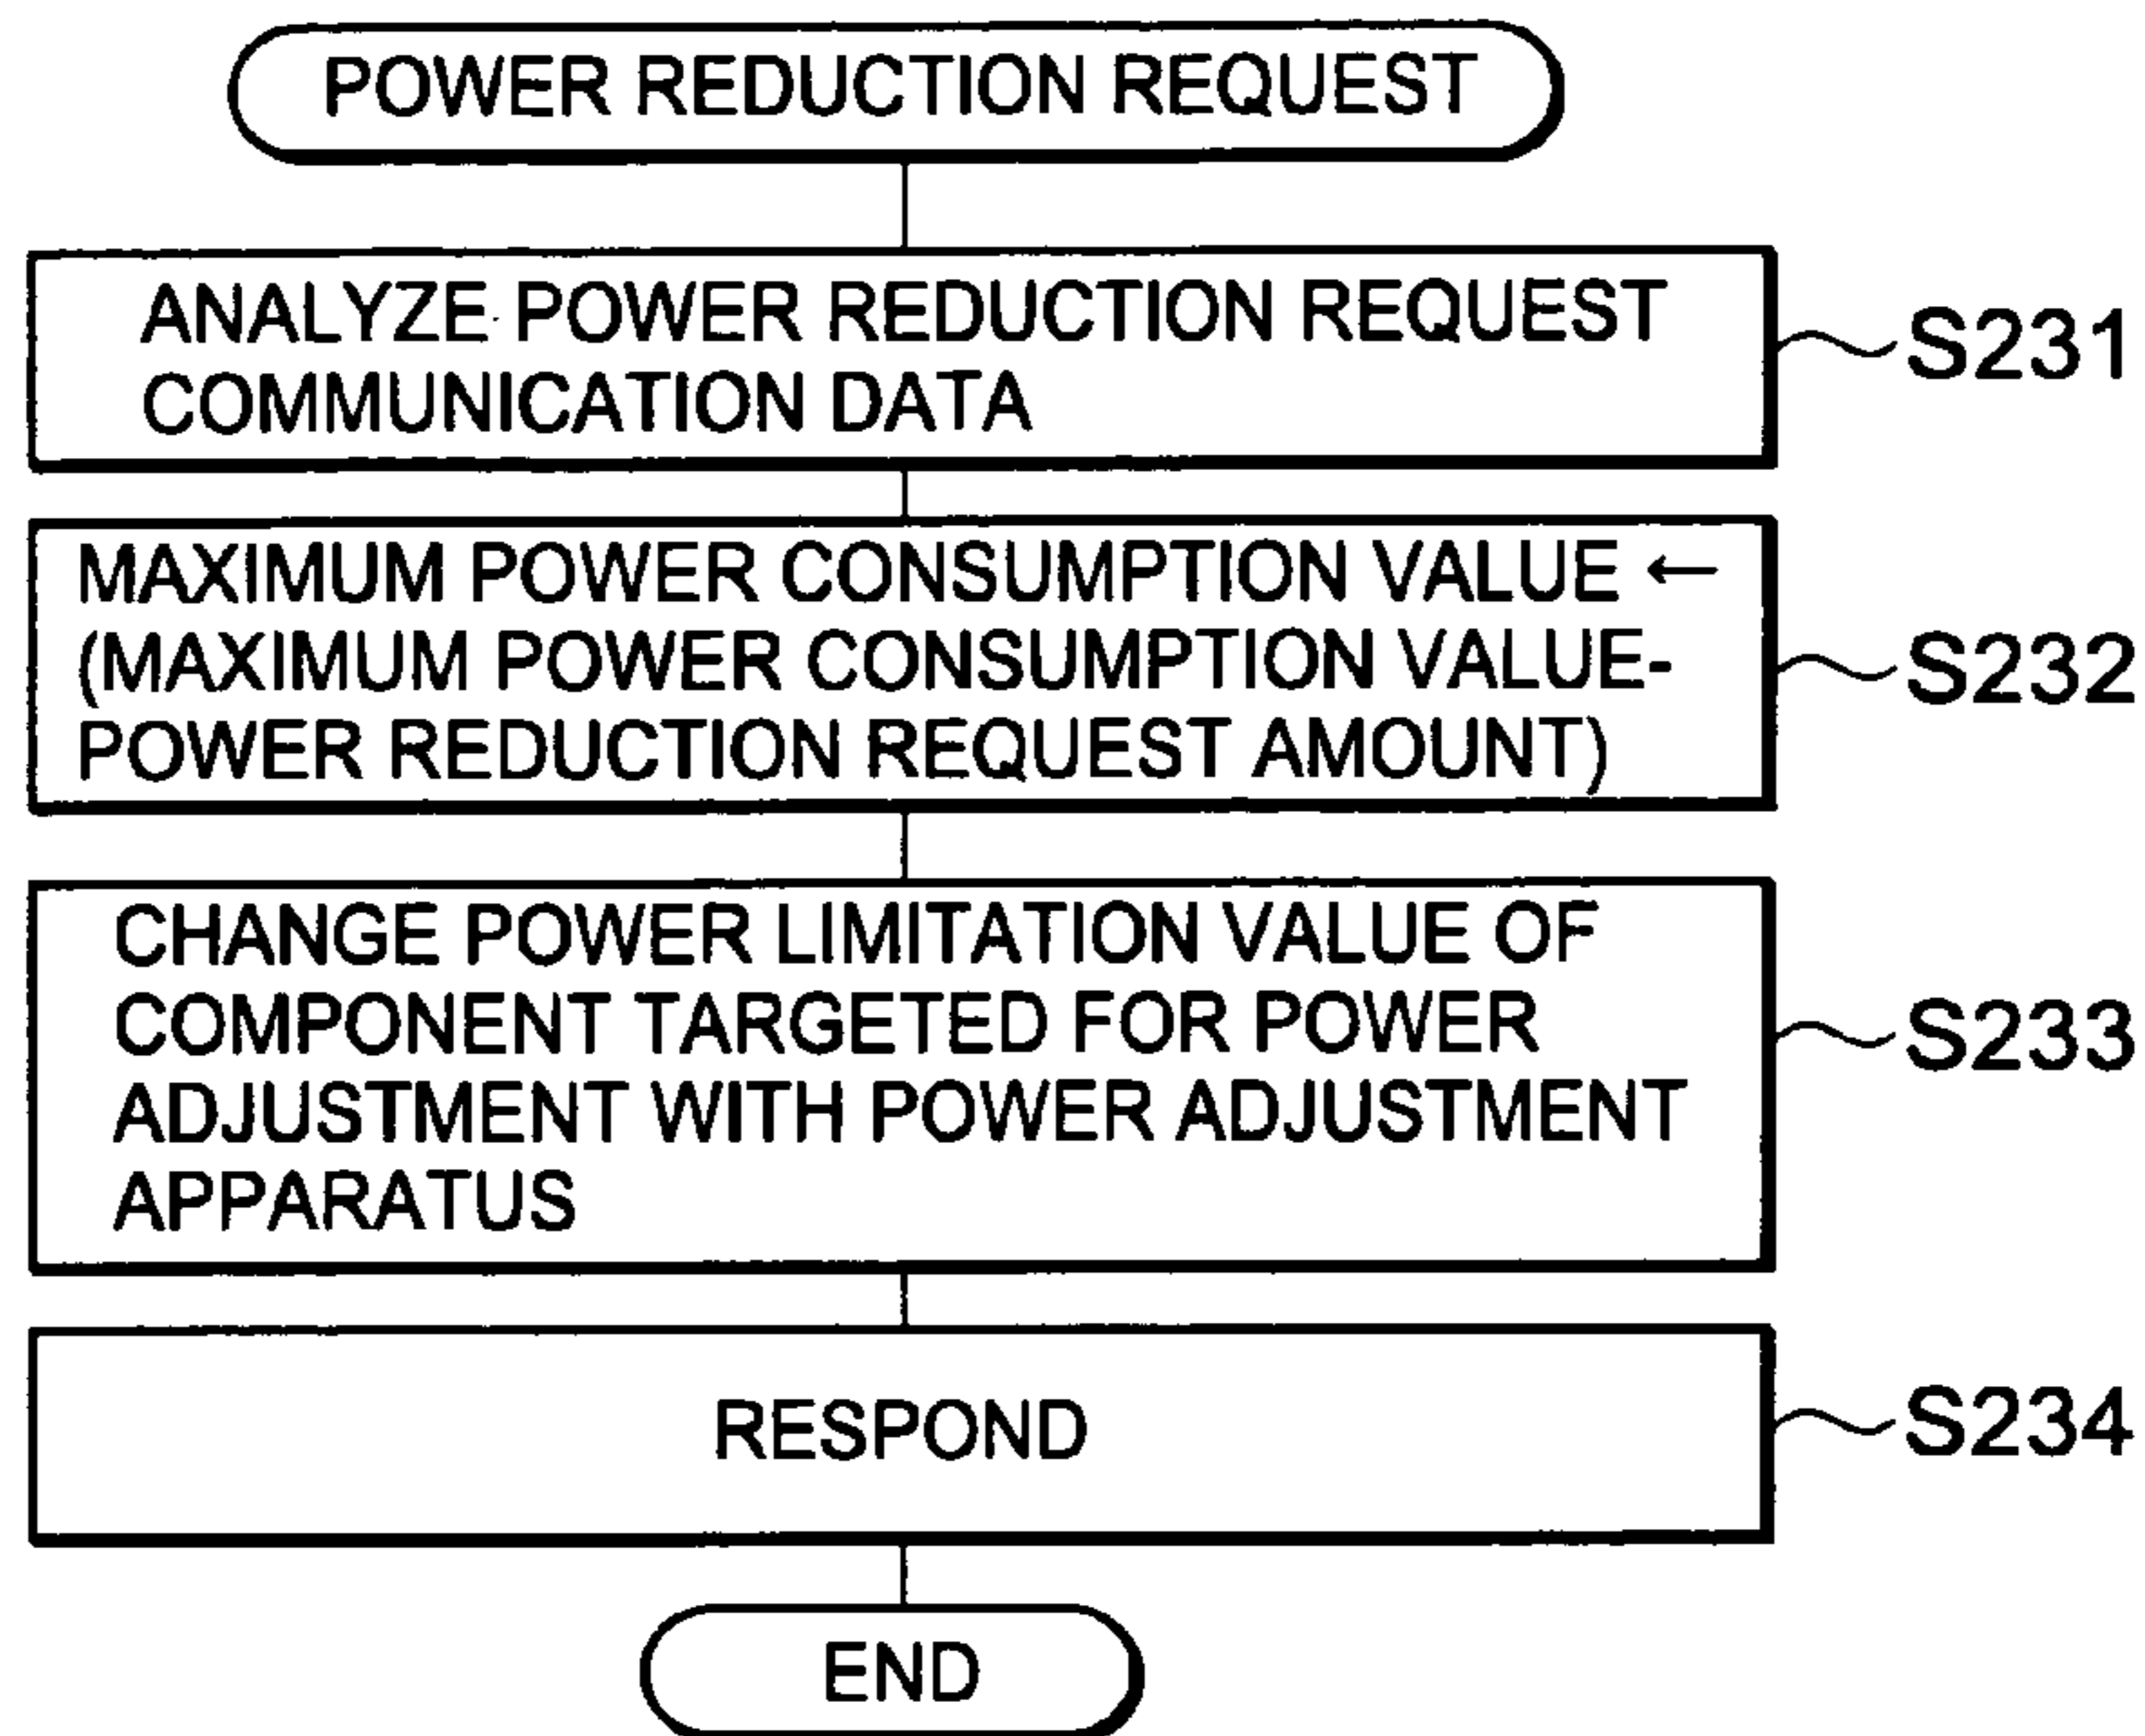 POWER REDUCTION REQUEST
ANALYZE POWER REDUCTION REQUEST
COMMUNICATION DATA
S231
MAXIMUM POWER CONSUMPTION VALUE ←
(MAXIMUM POWER CONSUMPTION VALUE-
POWER REDUCTION REQUEST AMOUNT)
S232
CHANGE POWER LIMITATION VALUE OF
COMPONENT TARGETED FOR POWER
ADJUSTMENT WITH POWER ADJUSTMENT
APPARATUS
S233
RESPOND
S234
END